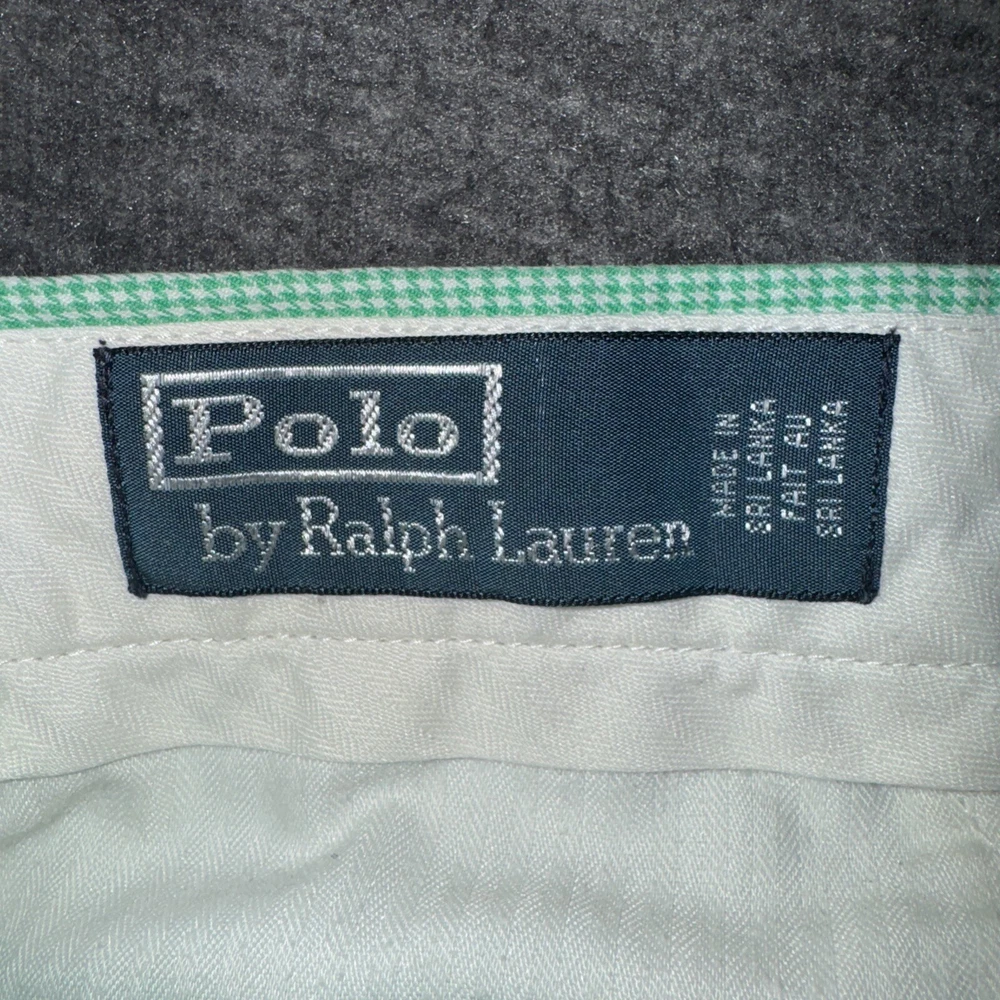 Polo
by Ralph Lauren
MADE IN
SRI LANKA
FAIT AU
SRI LANKA